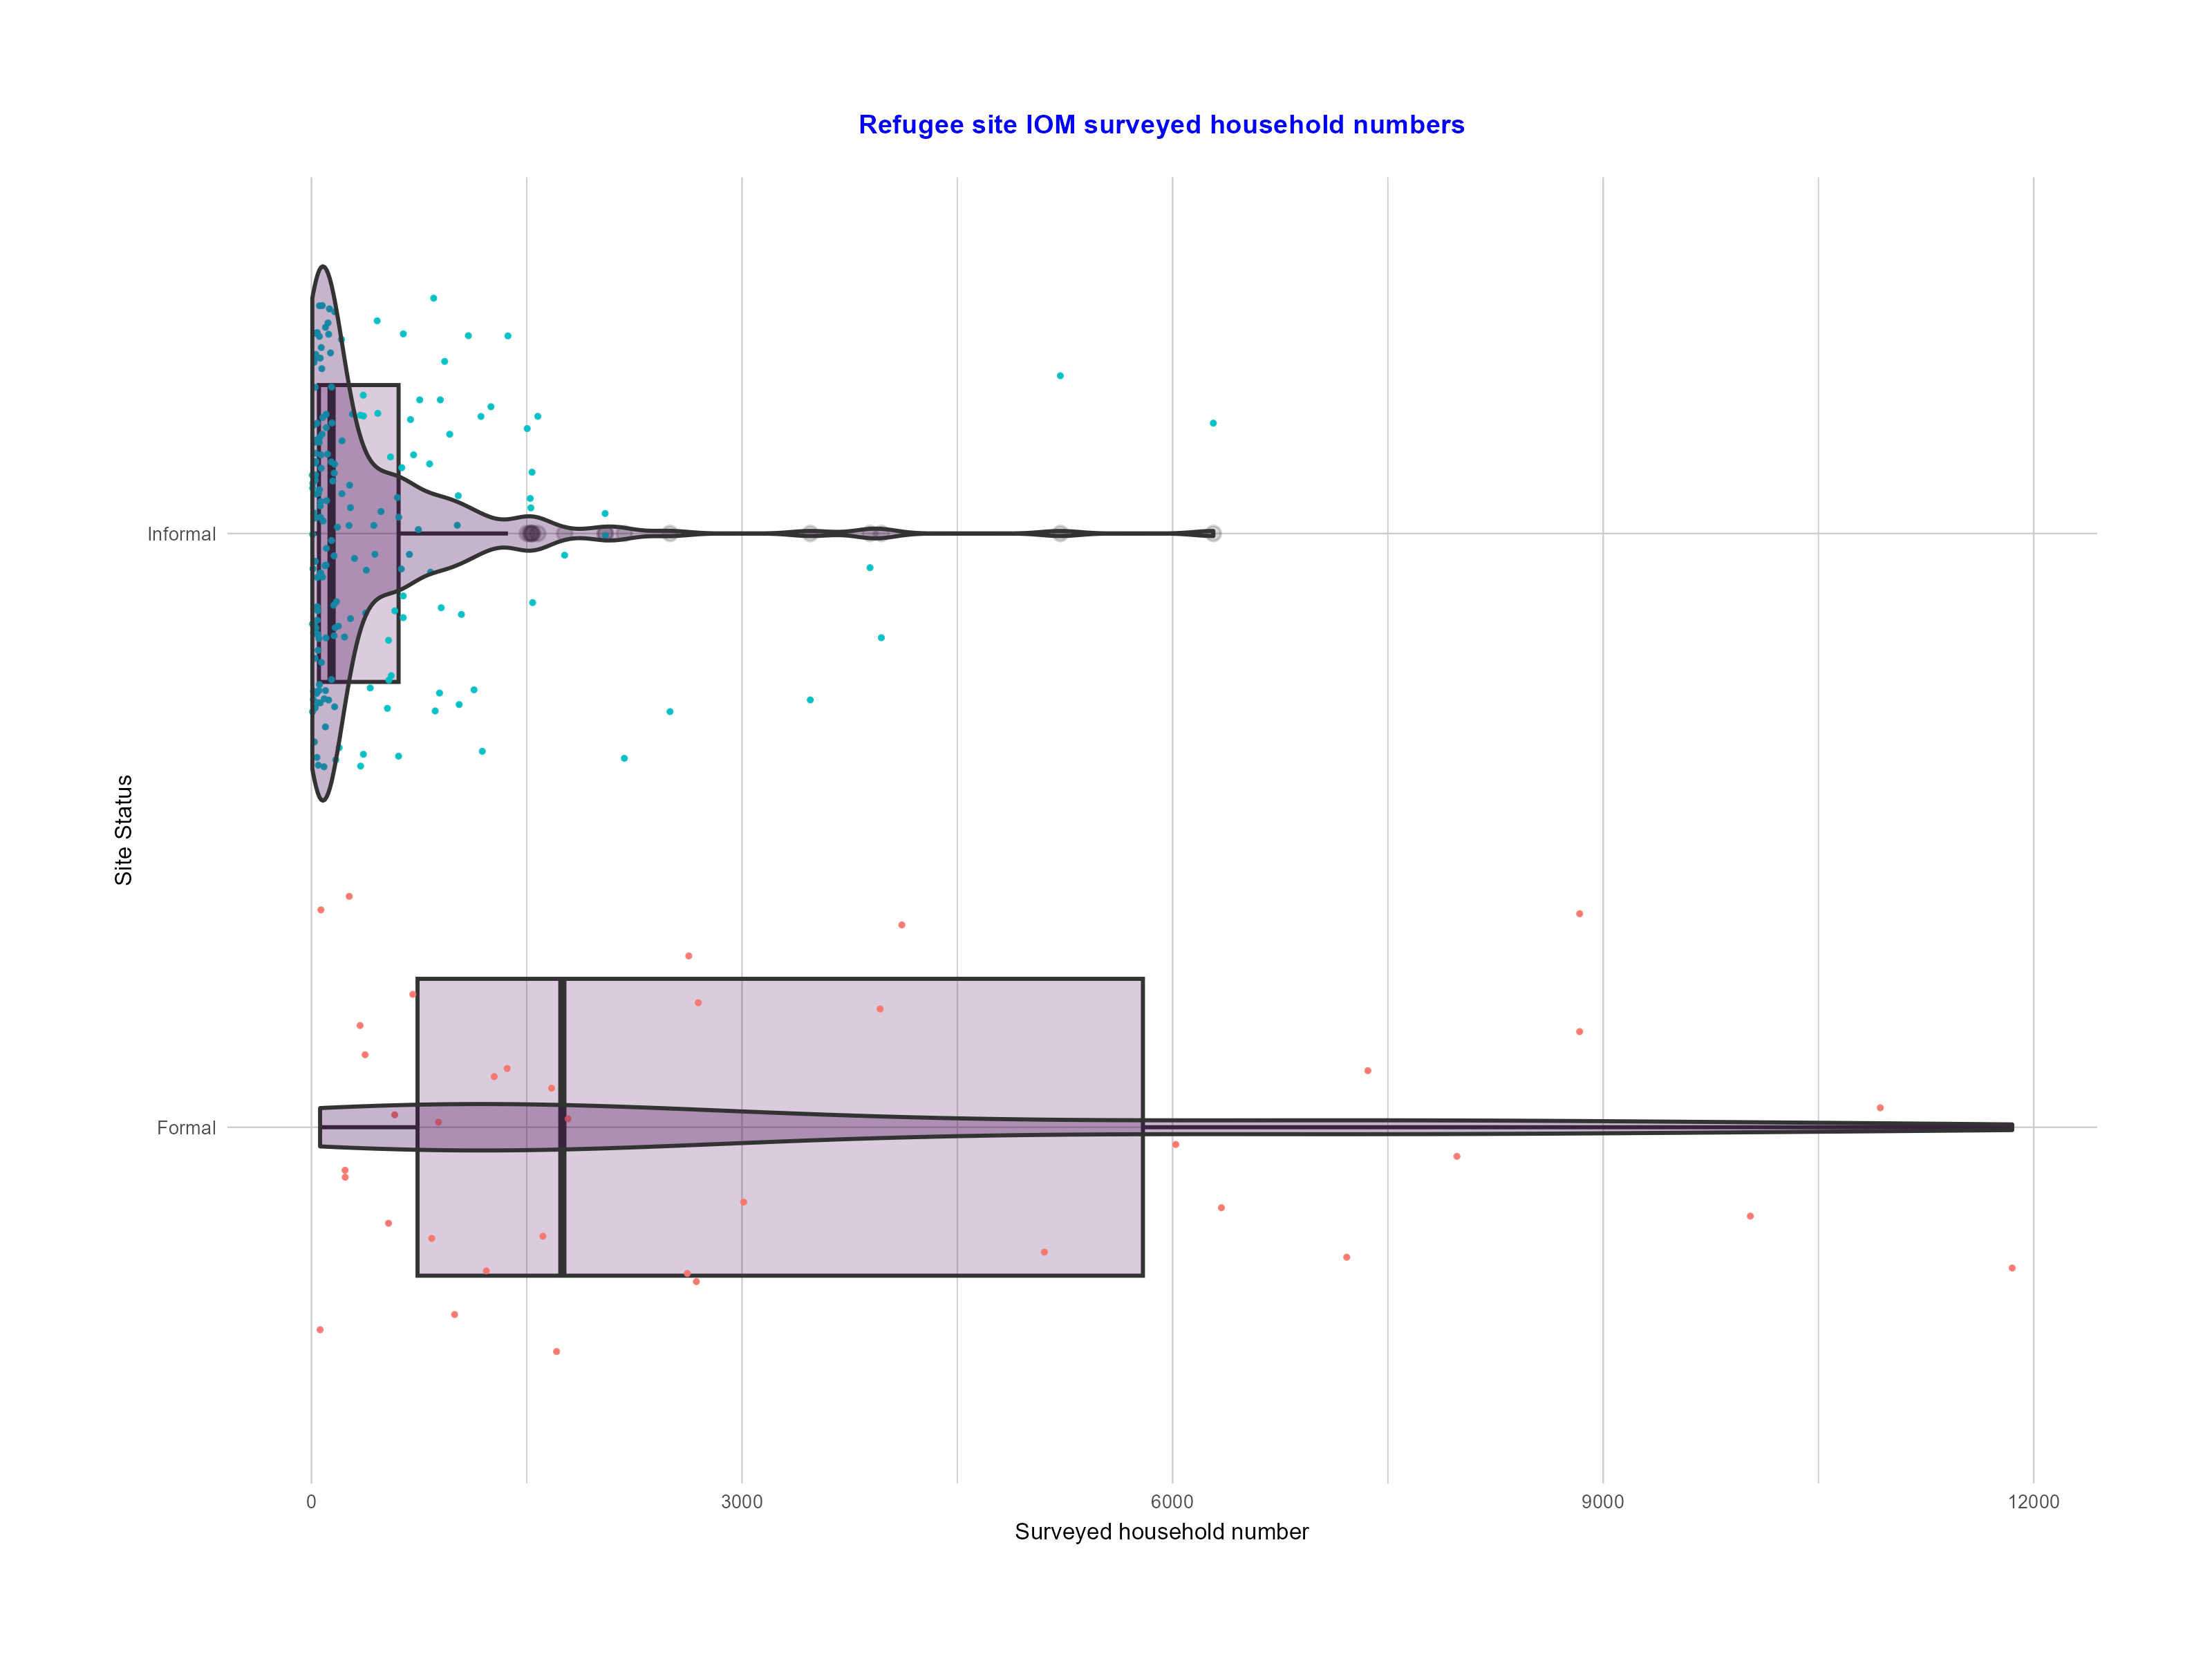 Refugee site IOM surveyed household numbers
Informal
Site Status
Formal
0 3000 6000 9000 12000
Surveyed household number